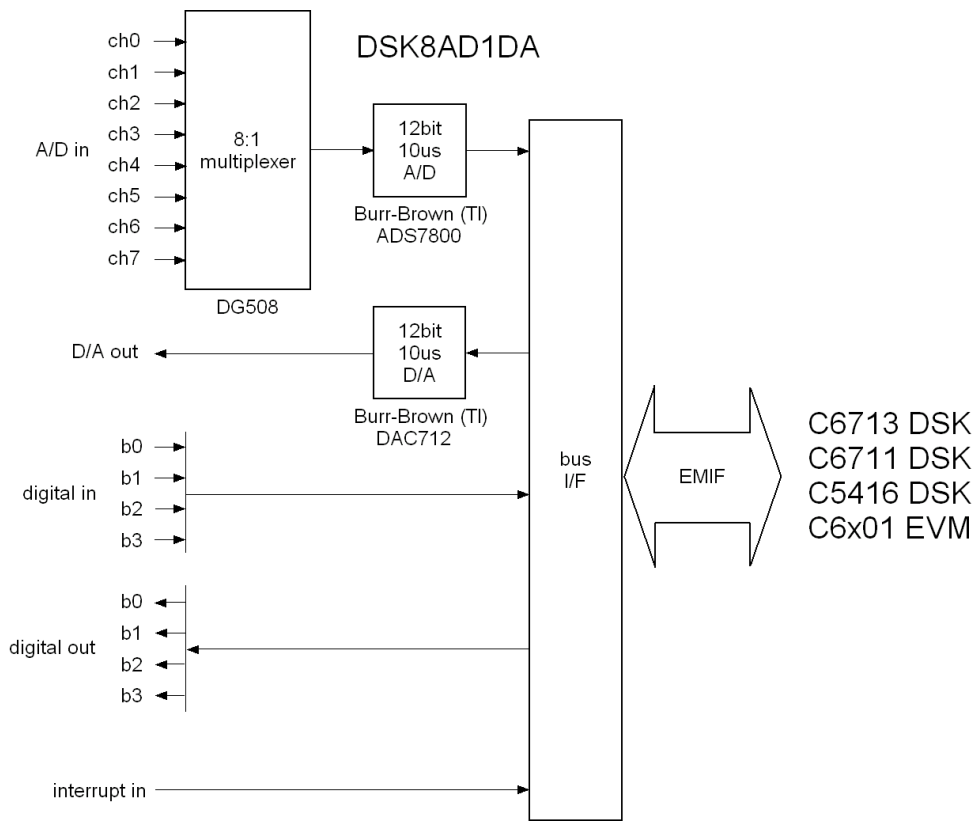 DSK8AD1DA
A/D in
ch0
ch1
ch2
ch3
ch4
ch5
ch6
ch7
8:1
multiplexer
DG508
12bit
10us
A/D
Burr-Brown (TI)
ADS7800
D/A out
12bit
10us
D/A
Burr-Brown (TI)
DAC712
digital in
b0
b1
b2
b3
digital out
b0
b1
b2
b3
interrupt in
bus
I/F
EMIF
C6713 DSK
C6711 DSK
C5416 DSK
C6x01 EVM